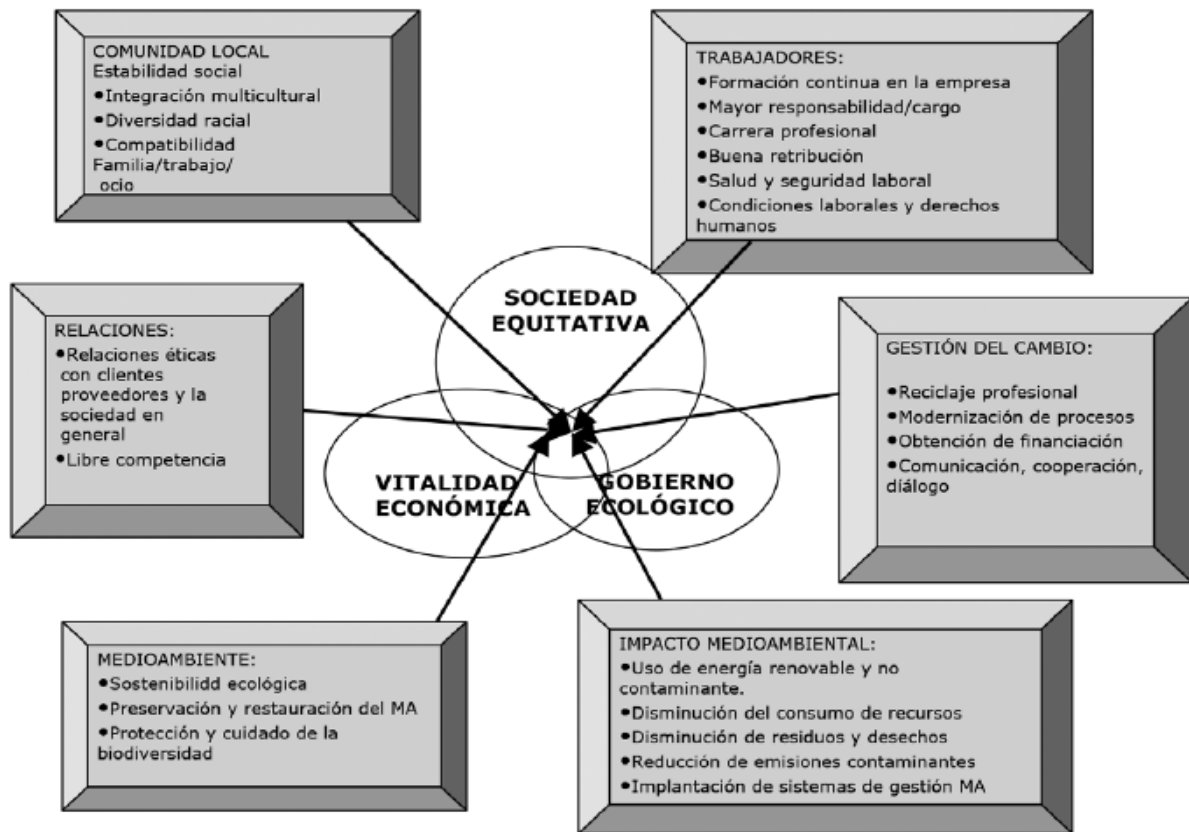 COMUNIDAD LOCAL
Estabilidad social
•Integración multicultural
•Diversidad racial
•Compatibilidad
Familia/trabajo/
ocio
TRABAJADORES:
•Formación continua en la empresa
•Mayor responsabilidad/cargo
•Carrera profesional
•Buena retribución
•Salud y seguridad laboral
•Condiciones laborales y derechos
humanos
SOCIEDAD
EQUITATIVA
RELACIONES:
•Relaciones éticas
con clientes
proveedores y la
sociedad en
general
•Libre competencia
GESTIÓN DEL CAMBIO:
•Reciclaje profesional
•Modernización de procesos
•Obtención de financiación
•Comunicación, cooperación,
diálogo
VITALIDAD
ECONÓMICA
GOBIERNO
ECOLÓGICO
MEDIOAMBIENTE:
•Sostenibilidd ecológica
•Preservación y restauración del MA
•Protección y cuidado de la
biodiversidad
IMPACTO MEDIOAMBIENTAL:
•Uso de energía renovable y no
contaminante.
•Disminución del consumo de recursos
•Disminución de residuos y desechos
•Reducción de emisiones contaminantes
•Implantación de sistemas de gestión MA